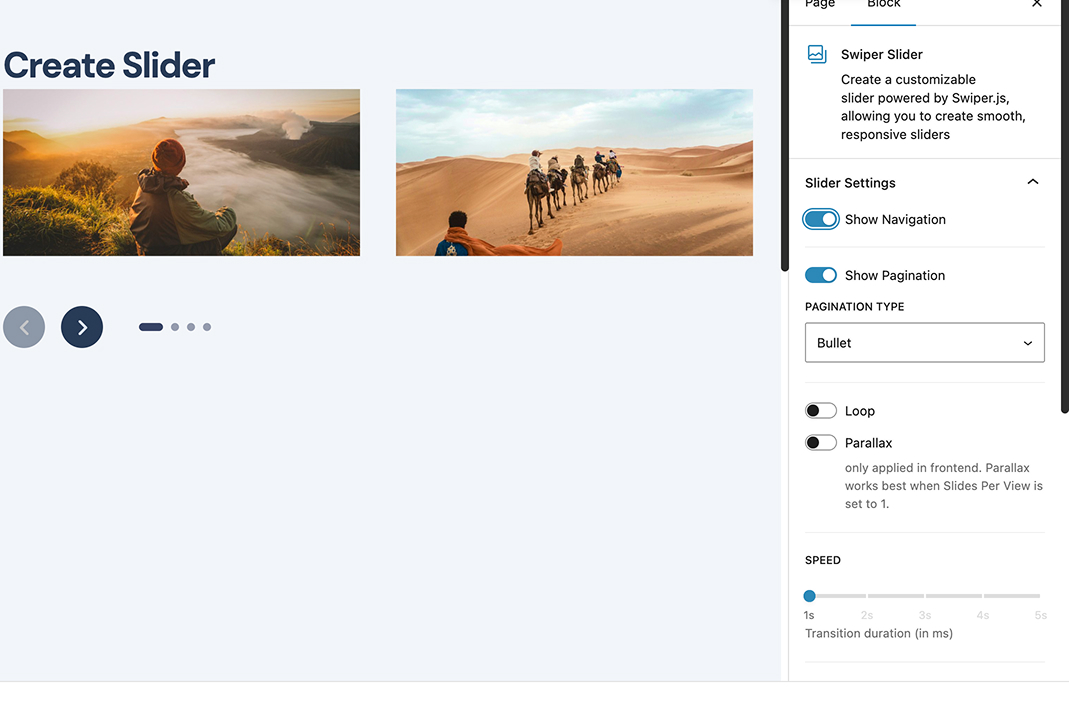 Page
Block
Create Slider
Swiper Slider
Create a customizable
slider powered by Swiper.js,
allowing you to create smooth,
responsive sliders
Slider Settings
Show Navigation
Show Pagination
PAGINATION TYPE
Bullet
Loop
Parallax
only applied in frontend. Parallax
works best when Slides Per View is
set to 1.
SPEED
1s 2s 3s 4s 5s
Transition duration (in ms)